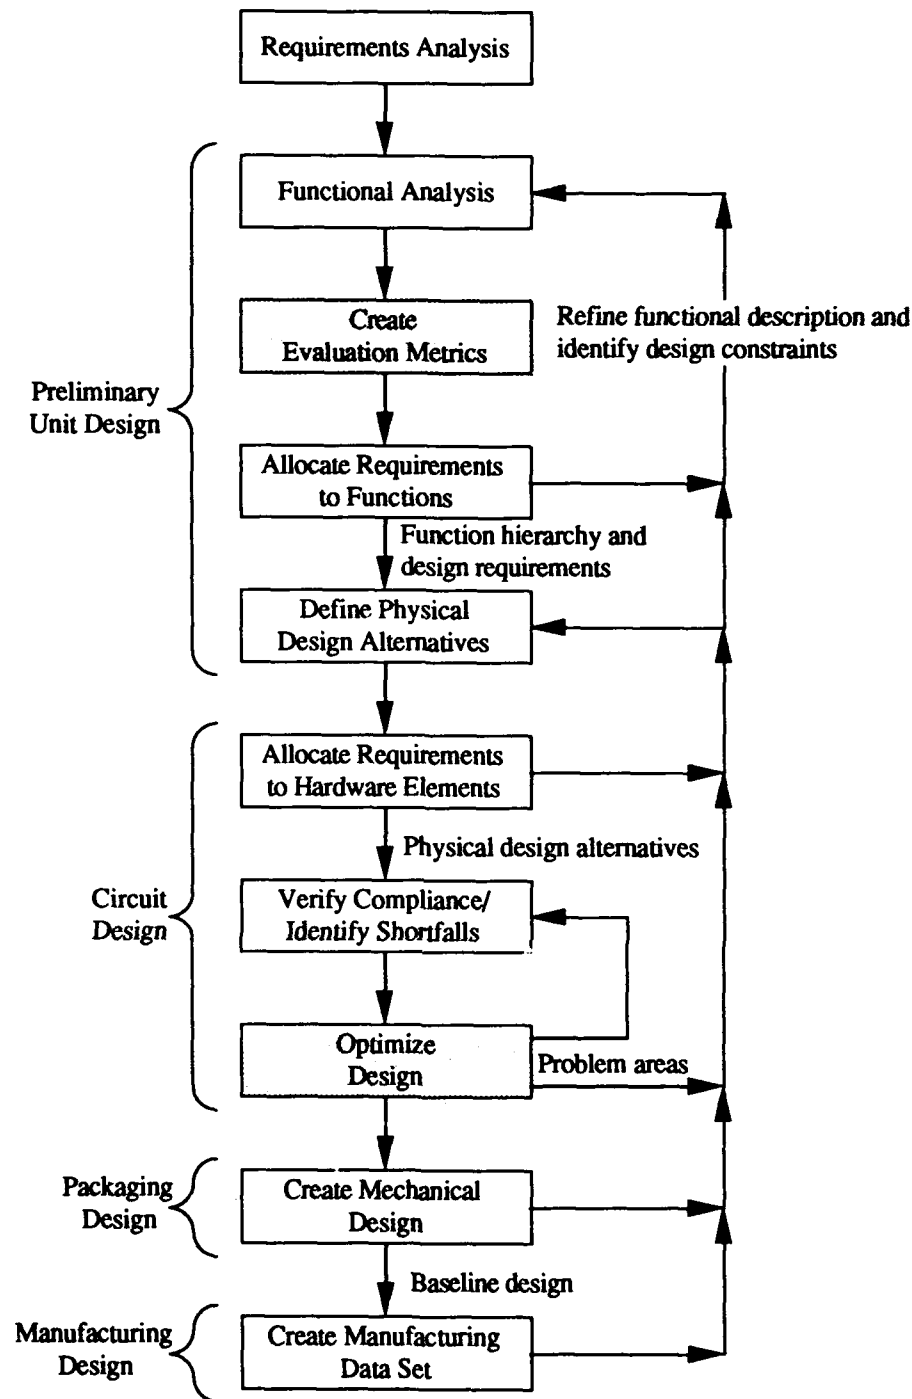 Requirements Analysis
Functional Analysis
Create
Evaluation Metrics
Refine functional description and
identify design constraints
Preliminary
Unit Design
Allocate Requirements
to Functions
Function hierarchy and
design requirements
Define Physical
Design Alternatives
Allocate Requirements
to Hardware Elements
Physical design alternatives
Circuit
Design
Verify Compliance/
Identify Shortfalls
Optimize
Design
Problem areas
Packaging
Design
Create Mechanical
Design
Baseline design
Manufacturing
Design
Create Manufacturing
Data Set